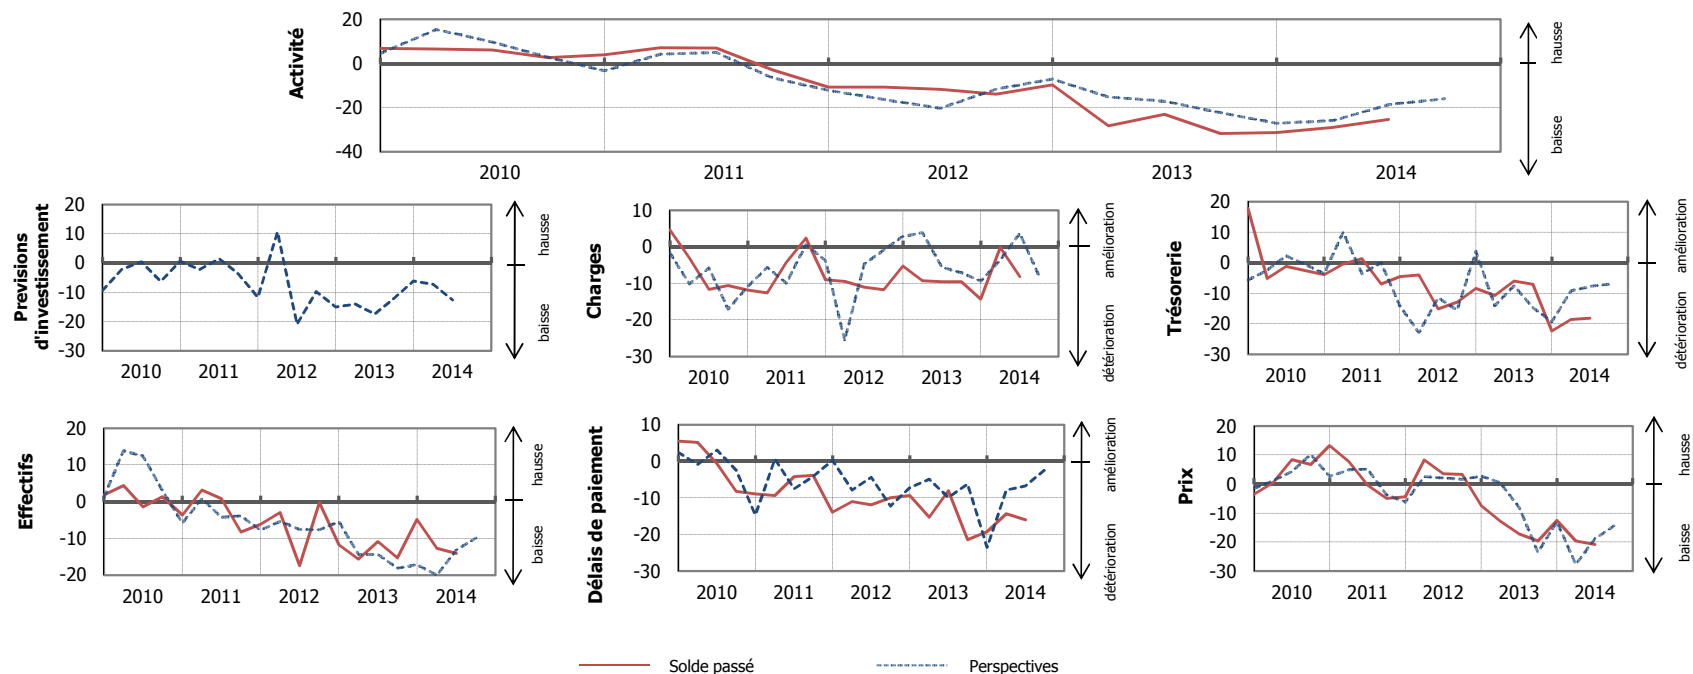 Activité
20
0
-20
-40
2010 2011 2012 2013 2014
hausse
baisse
Previsions
d'investissement
20
10
0
-10
-20
-30
2010 2011 2012 2013 2014
hausse
baisse
Charges
10
0
-10
-20
-30
2010 2011 2012 2013 2014
amélioration
détérioration
Trésorerie
20
10
0
-10
-20
-30
2010 2011 2012 2013 2014
amélioration
détérioration
Effectifs
20
10
0
-10
-20
2010 2011 2012 2013 2014
hausse
baisse
Délais de paiement
10
0
-10
-20
-30
2010 2011 2012 2013 2014
amélioration
détérioration
Prix
20
10
0
-10
-20
-30
2010 2011 2012 2013 2014
hausse
baisse
Solde passé Perspectives